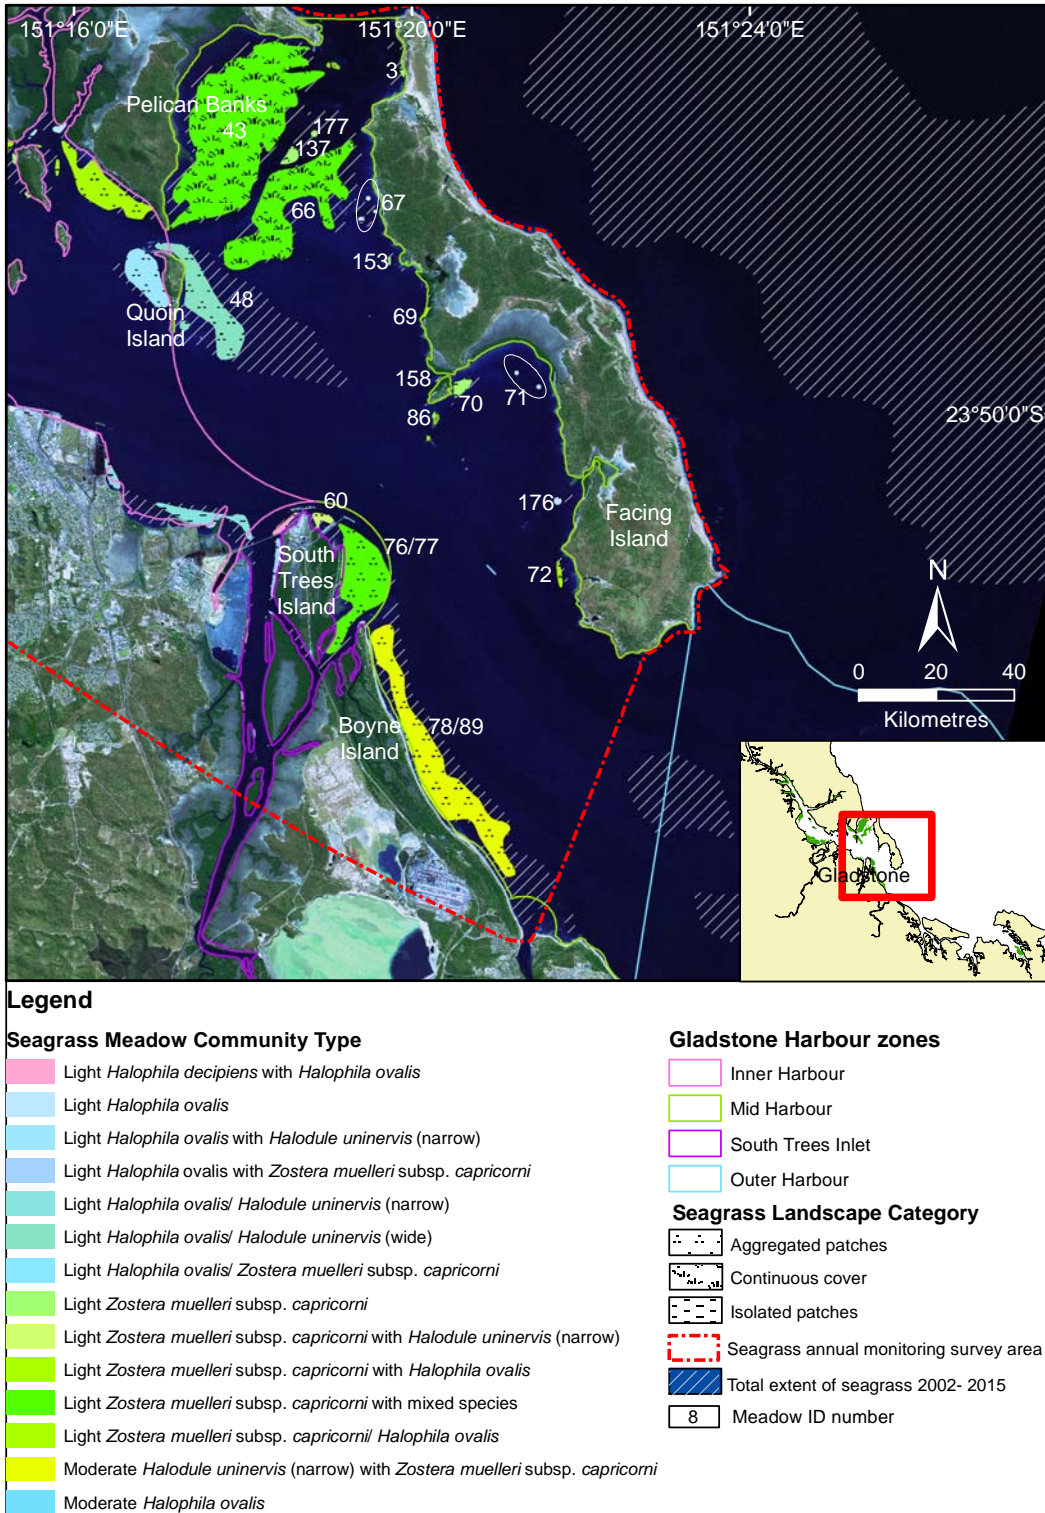 151°16'0"E
151°20'0"E
151°24'0"E
3
Pelican Banks
43
177
137
66
67
153
48
Quoin
Island
69
158
70
71
86
23°50'0"S
60
176
Facing
Island
76/77
South
Trees
Island
72
N
0 20 40
Kilometres
78/89
Boyne
Island
Gladstone
Legend
Seagrass Meadow Community Type
Light Halophila decipiens with Halophila ovalis
Light Halophila ovalis
Light Halophila ovalis with Halodule uninervis (narrow)
Light Halophila ovalis with Zostera muelleri subsp. capricorni
Light Halophila ovalis/ Halodule uninervis (narrow)
Light Halophila ovalis/ Halodule uninervis (wide)
Light Halophila ovalis/ Zostera muelleri subsp. capricorni
Light Zostera muelleri subsp. capricorni
Light Zostera muelleri subsp. capricorni with Halodule uninervis (narrow)
Light Zostera muelleri subsp. capricorni with Halophila ovalis
Light Zostera muelleri subsp. capricorni with mixed species
Light Zostera muelleri subsp. capricorni/ Halophila ovalis
Moderate Halodule uninervis (narrow) with Zostera muelleri subsp. capricorni
Moderate Halophila ovalis
Gladstone Harbour zones
Inner Harbour
Mid Harbour
South Trees Inlet
Outer Harbour
Seagrass Landscape Category
Aggregated patches
Continuous cover
Isolated patches
Seagrass annual monitoring survey area
Total extent of seagrass 2002- 2015
8 Meadow ID number